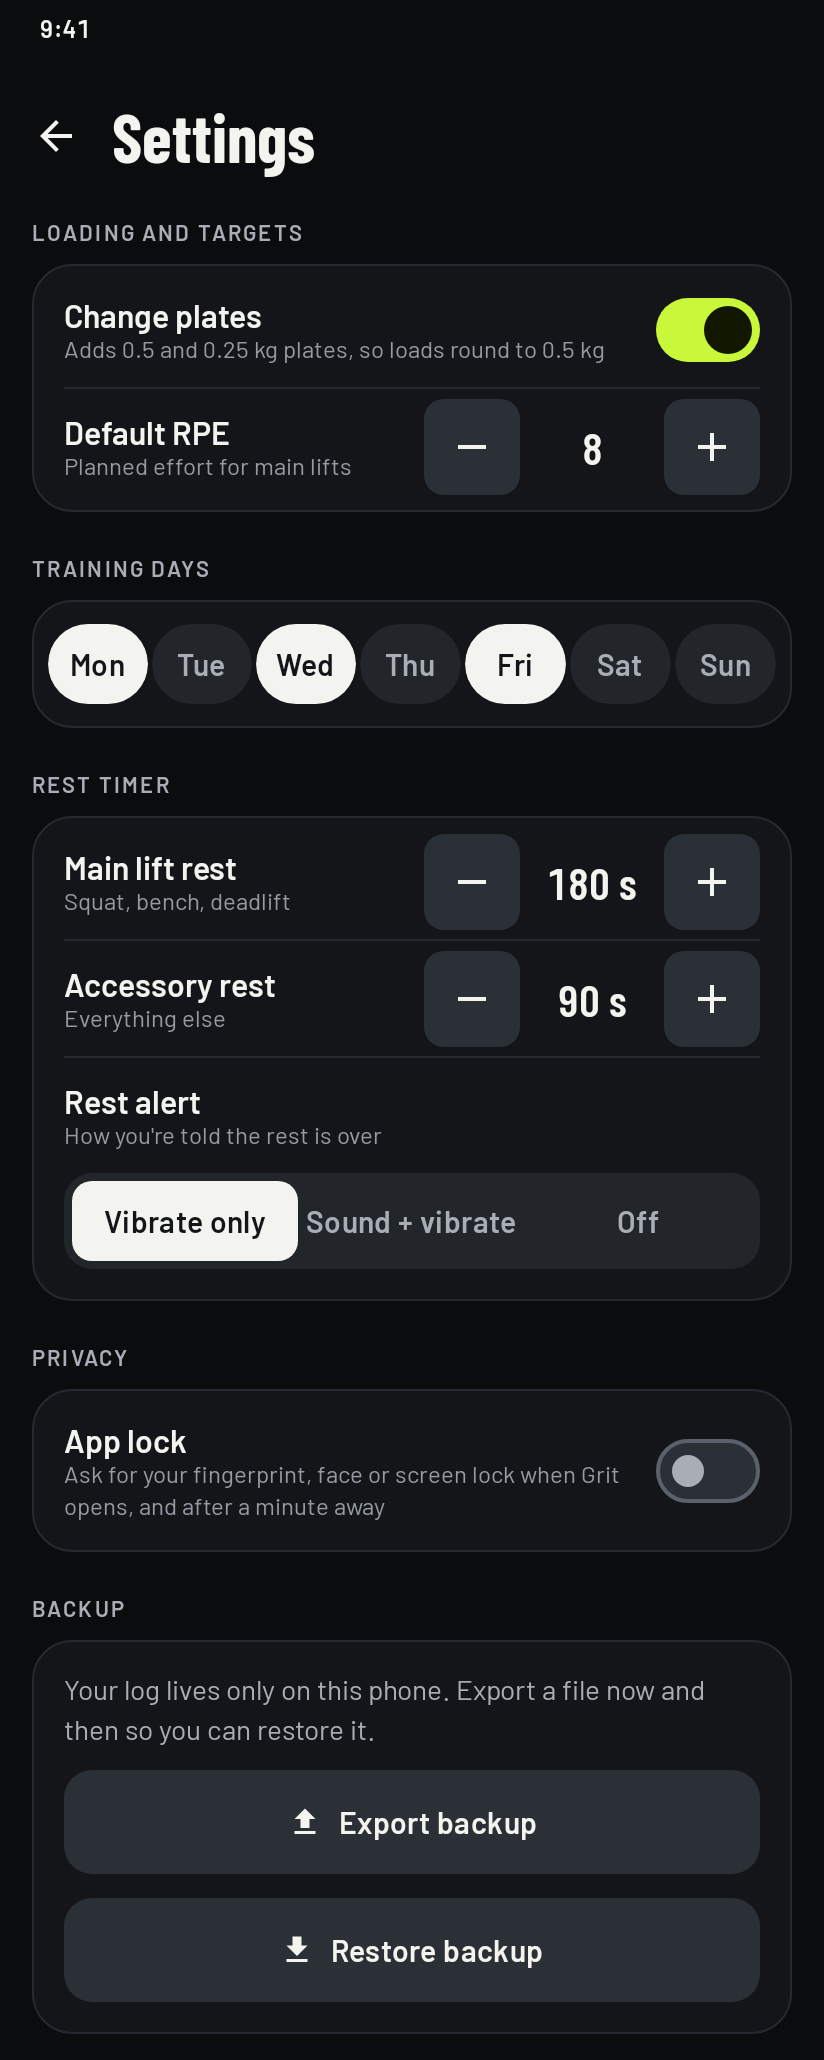 9:41
Settings
LOADING AND TARGETS
Change plates
Adds 0.5 and 0.25 kg plates, so loads round to 0.5 kg
Default RPE
Planned effort for main lifts
8
TRAINING DAYS
Mon Tue Wed Thu Fri Sat Sun
REST TIMER
Main lift rest
Squat, bench, deadlift
180 s
Accessory rest
Everything else
90 s
Rest alert
How you're told the rest is over
Vibrate only Sound + vibrate Off
PRIVACY
App lock
Ask for your fingerprint, face or screen lock when Grit
opens, and after a minute away
BACKUP
Your log lives only on this phone. Export a file now and
then so you can restore it.
Export backup
Restore backup